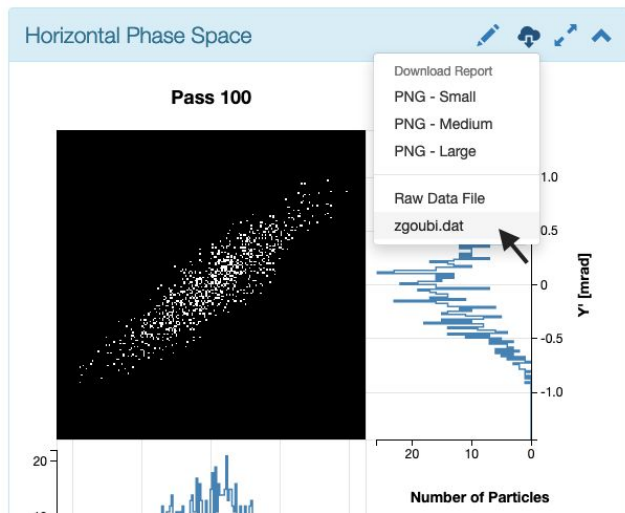 Horizontal Phase Space
Download Report
PNG - Small
PNG - Medium
PNG - Large
Raw Data File
zgoubi.dat
Pass 100
1.0
0.5
0
-0.5
-1.0
Y' [mrad]
20
10
0
Number of Particles
20